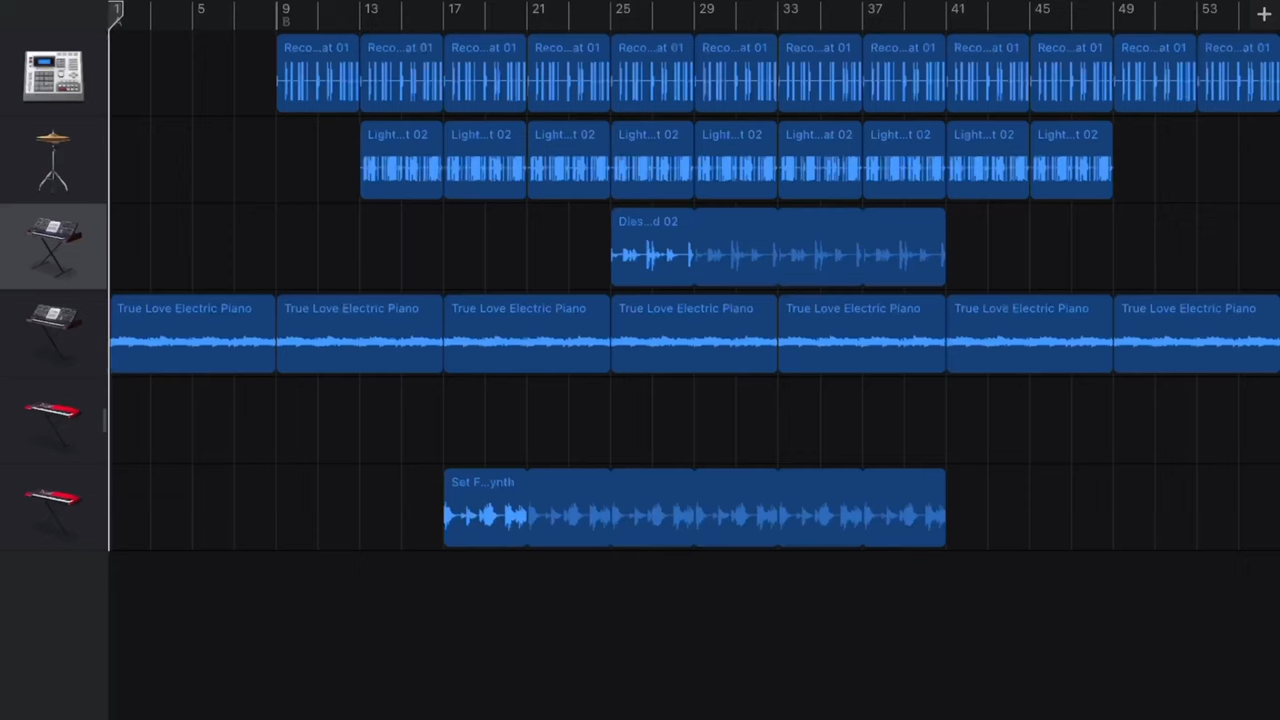 1 5 9 13 17 21 25 29 33 37 41 45 49 53
A B
Reco...at 01 Reco...at 01 Reco...at 01 Reco...at 01 Reco...at 01 Reco...at 01 Reco...at 01 Reco...at 01 Reco...at 01 Reco...at 01 Reco...at 01 Reco...at 01
Light...t 02 Light...t 02 Light...t 02 Light...t 02 Light...t 02 Ligh...at 02 Light...t 02 Light...t 02 Light...t 02
Dies...d 02
True Love Electric Piano True Love Electric Piano True Love Electric Piano True Love Electric Piano True Love Electric Piano True Love Electric Piano True Love Electric Piano
Set F...ynth